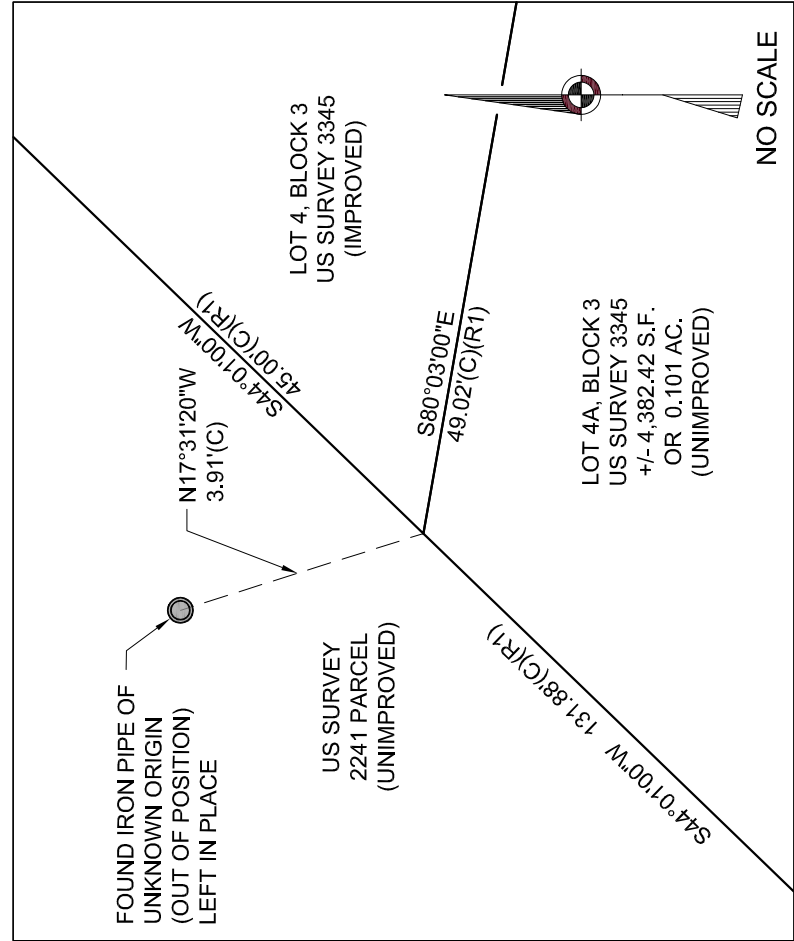 FOUND IRON PIPE OF
UNKNOWN ORIGIN
(OUT OF POSITION)
LEFT IN PLACE
N17°31'20"W
3.91'(C)
S44°01'00"W
45.00'(C)(R1)
LOT 4, BLOCK 3
US SURVEY 3345
(IMPROVED)
US SURVEY
2241 PARCEL
(UNIMPROVED)
S80°03'00"E
49.02'(C)(R1)
S44°01'00"W 131.88'(C)(R1)
LOT 4A, BLOCK 3
US SURVEY 3345
+/- 4,382.42 S.F.
OR 0.101 AC.
(UNIMPROVED)
NO SCALE